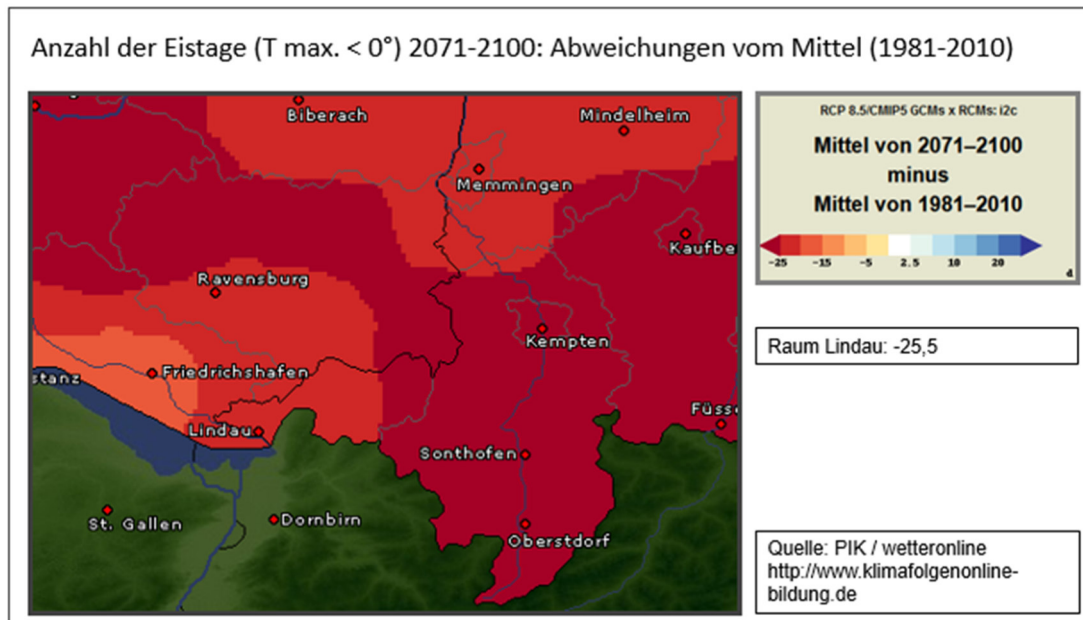 Anzahl der Eistage (T max. < 0°) 2071-2100: Abweichungen vom Mittel (1981-2010)
Biberach
Mindelheim
Memmingen
Kaufbe
Ravensburg
Kempten
Friedrichshafen
stanz
Füsse
Lindau
Sonthofen
St. Gallen
Dornbirn
Oberstdorf
RCP 8.5/CMIP5 GCMs x RCMs: i2c
Mittel von 2071–2100
minus
Mittel von 1981–2010
-25 -15 -5 2.5 10 20
d
Raum Lindau: -25,5
Quelle: PIK / wetteronline
http://www.klimafolgenonline-
bildung.de